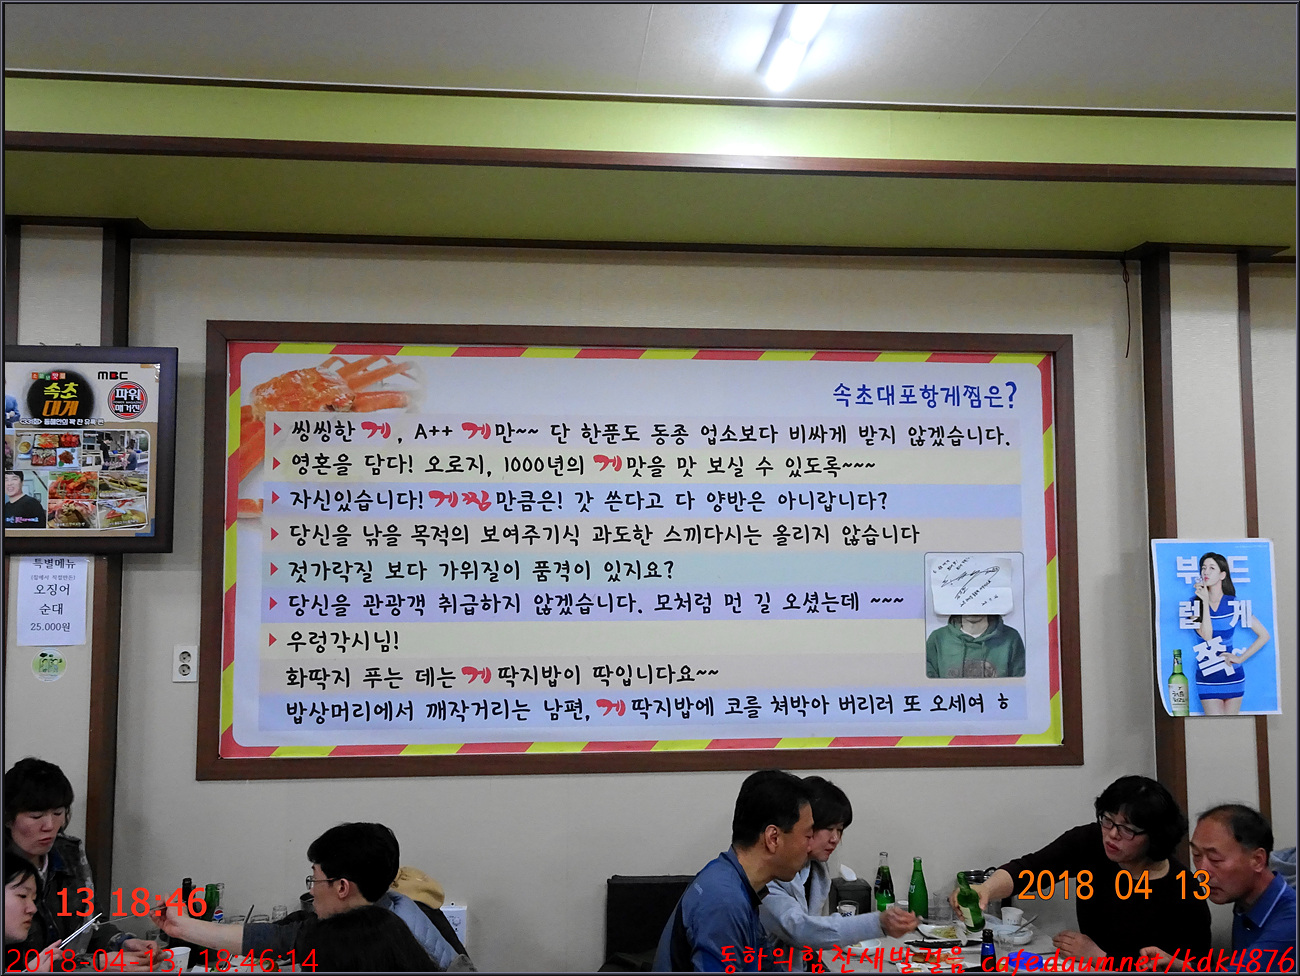 속초대포항게찜은?
씽씽한 게, A++ 게만~~ 단 한푼도 동종 업소보다 비싸게 받지 않겠습니다.
영혼을 담다! 오로지, 1000년의 게맛을 맛 보실 수 있도록~~~
자신있습니다! 게찜만큼은! 갓 쓴다고 다 양반은 아니랍니다?
당신을 낚을 목적의 보여주기식 과도한 스끼다시는 올리지 않습니다
젓가락질 보다 가위질이 품격이 있지요?
당신을 관광객 취급하지 않겠습니다. 모처럼 먼 길 오셨는데 ~~~
우렁각시님!
화딱지 푸는 데는 게딱지밥이 딱입니다요~~
밥상머리에서 깨작거리는 남편, 게딱지밥에 코를 쳐박아 버리러 또 오세여 ㅎ
MBC
속초
대게
파워
매거진
특별메뉴
오징어
순대
25.000원
부드
럽게
쪽~
13 18:46
2018 04 13
2018-04-13, 18:46:14
동하의힘찬새발걸음 cafe.daum.net/kdk4876